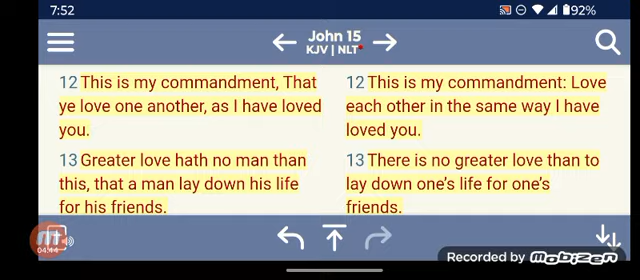 7:52
92%
John 15
KJV | NLT
12 This is my commandment, That
ye love one another, as I have loved
you.
13 Greater love hath no man than
this, that a man lay down his life
for his friends.
12 This is my commandment: Love
each other in the same way I have
loved you.
13 There is no greater love than to
lay down one's life for one's
friends.
04:44
Recorded by Mobizen